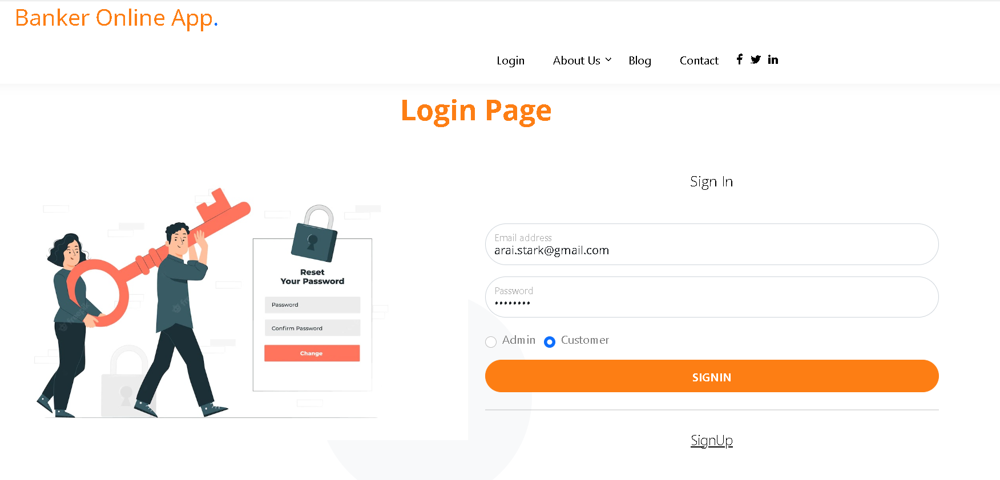 Banker Online App.
Login About Us Blog Contact
Login Page
Reset
Your Password
Password
Confirm Password
Change
Sign In
Email address
arai.stark@gmail.com
Password
••••••••
Admin Customer
SIGNIN
SignUp